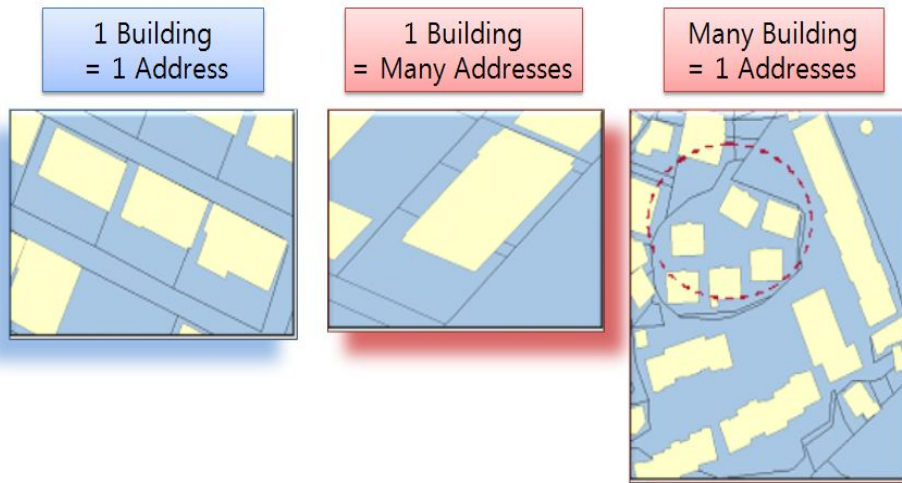 1 Building
= 1 Address
1 Building
= Many Addresses
Many Building
= 1 Addresses